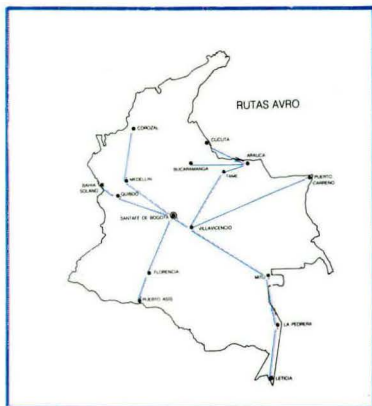 RUTAS AVRO
COROZAL
CUCUTA
ARAUCA
BUCARAMANGA
TAME
MEDELLIN
BAHIA
SOLANO
QUIBDO
PUERTO
CARREÑO
SANTAFE DE BOGOTA
VILLAVICENCIO
FLORENCIA
MITU
PUERTO ASIS
LA PEDRERA
LETICIA